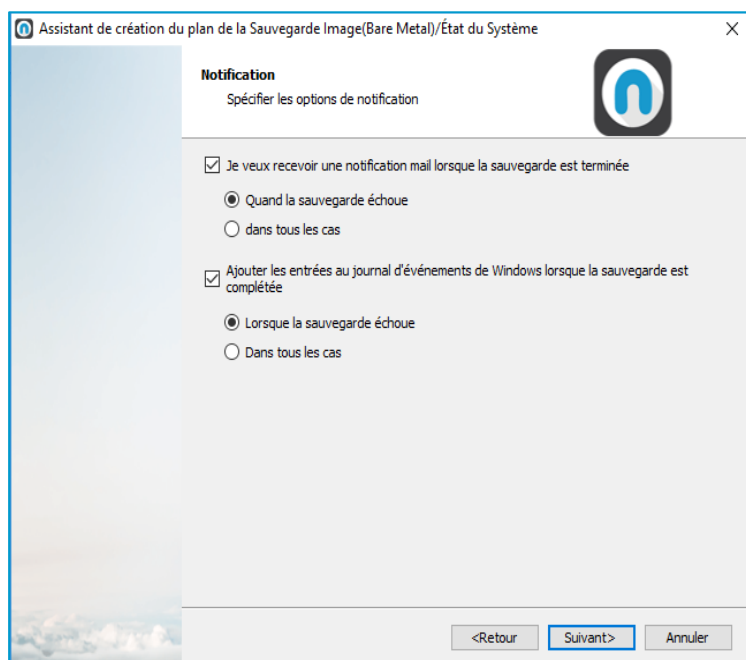 Assistant de création du plan de la Sauvegarde Image(Bare Metal)/État du Système
Notification
Spécifier les options de notification
Je veux recevoir une notification mail lorsque la sauvegarde est terminée
Quand la sauvegarde échoue
dans tous les cas
Ajouter les entrées au journal d'événements de Windows lorsque la sauvegarde est
complétée
Lorsque la sauvegarde échoue
Dans tous les cas
<Retour
Suivant>
Annuler